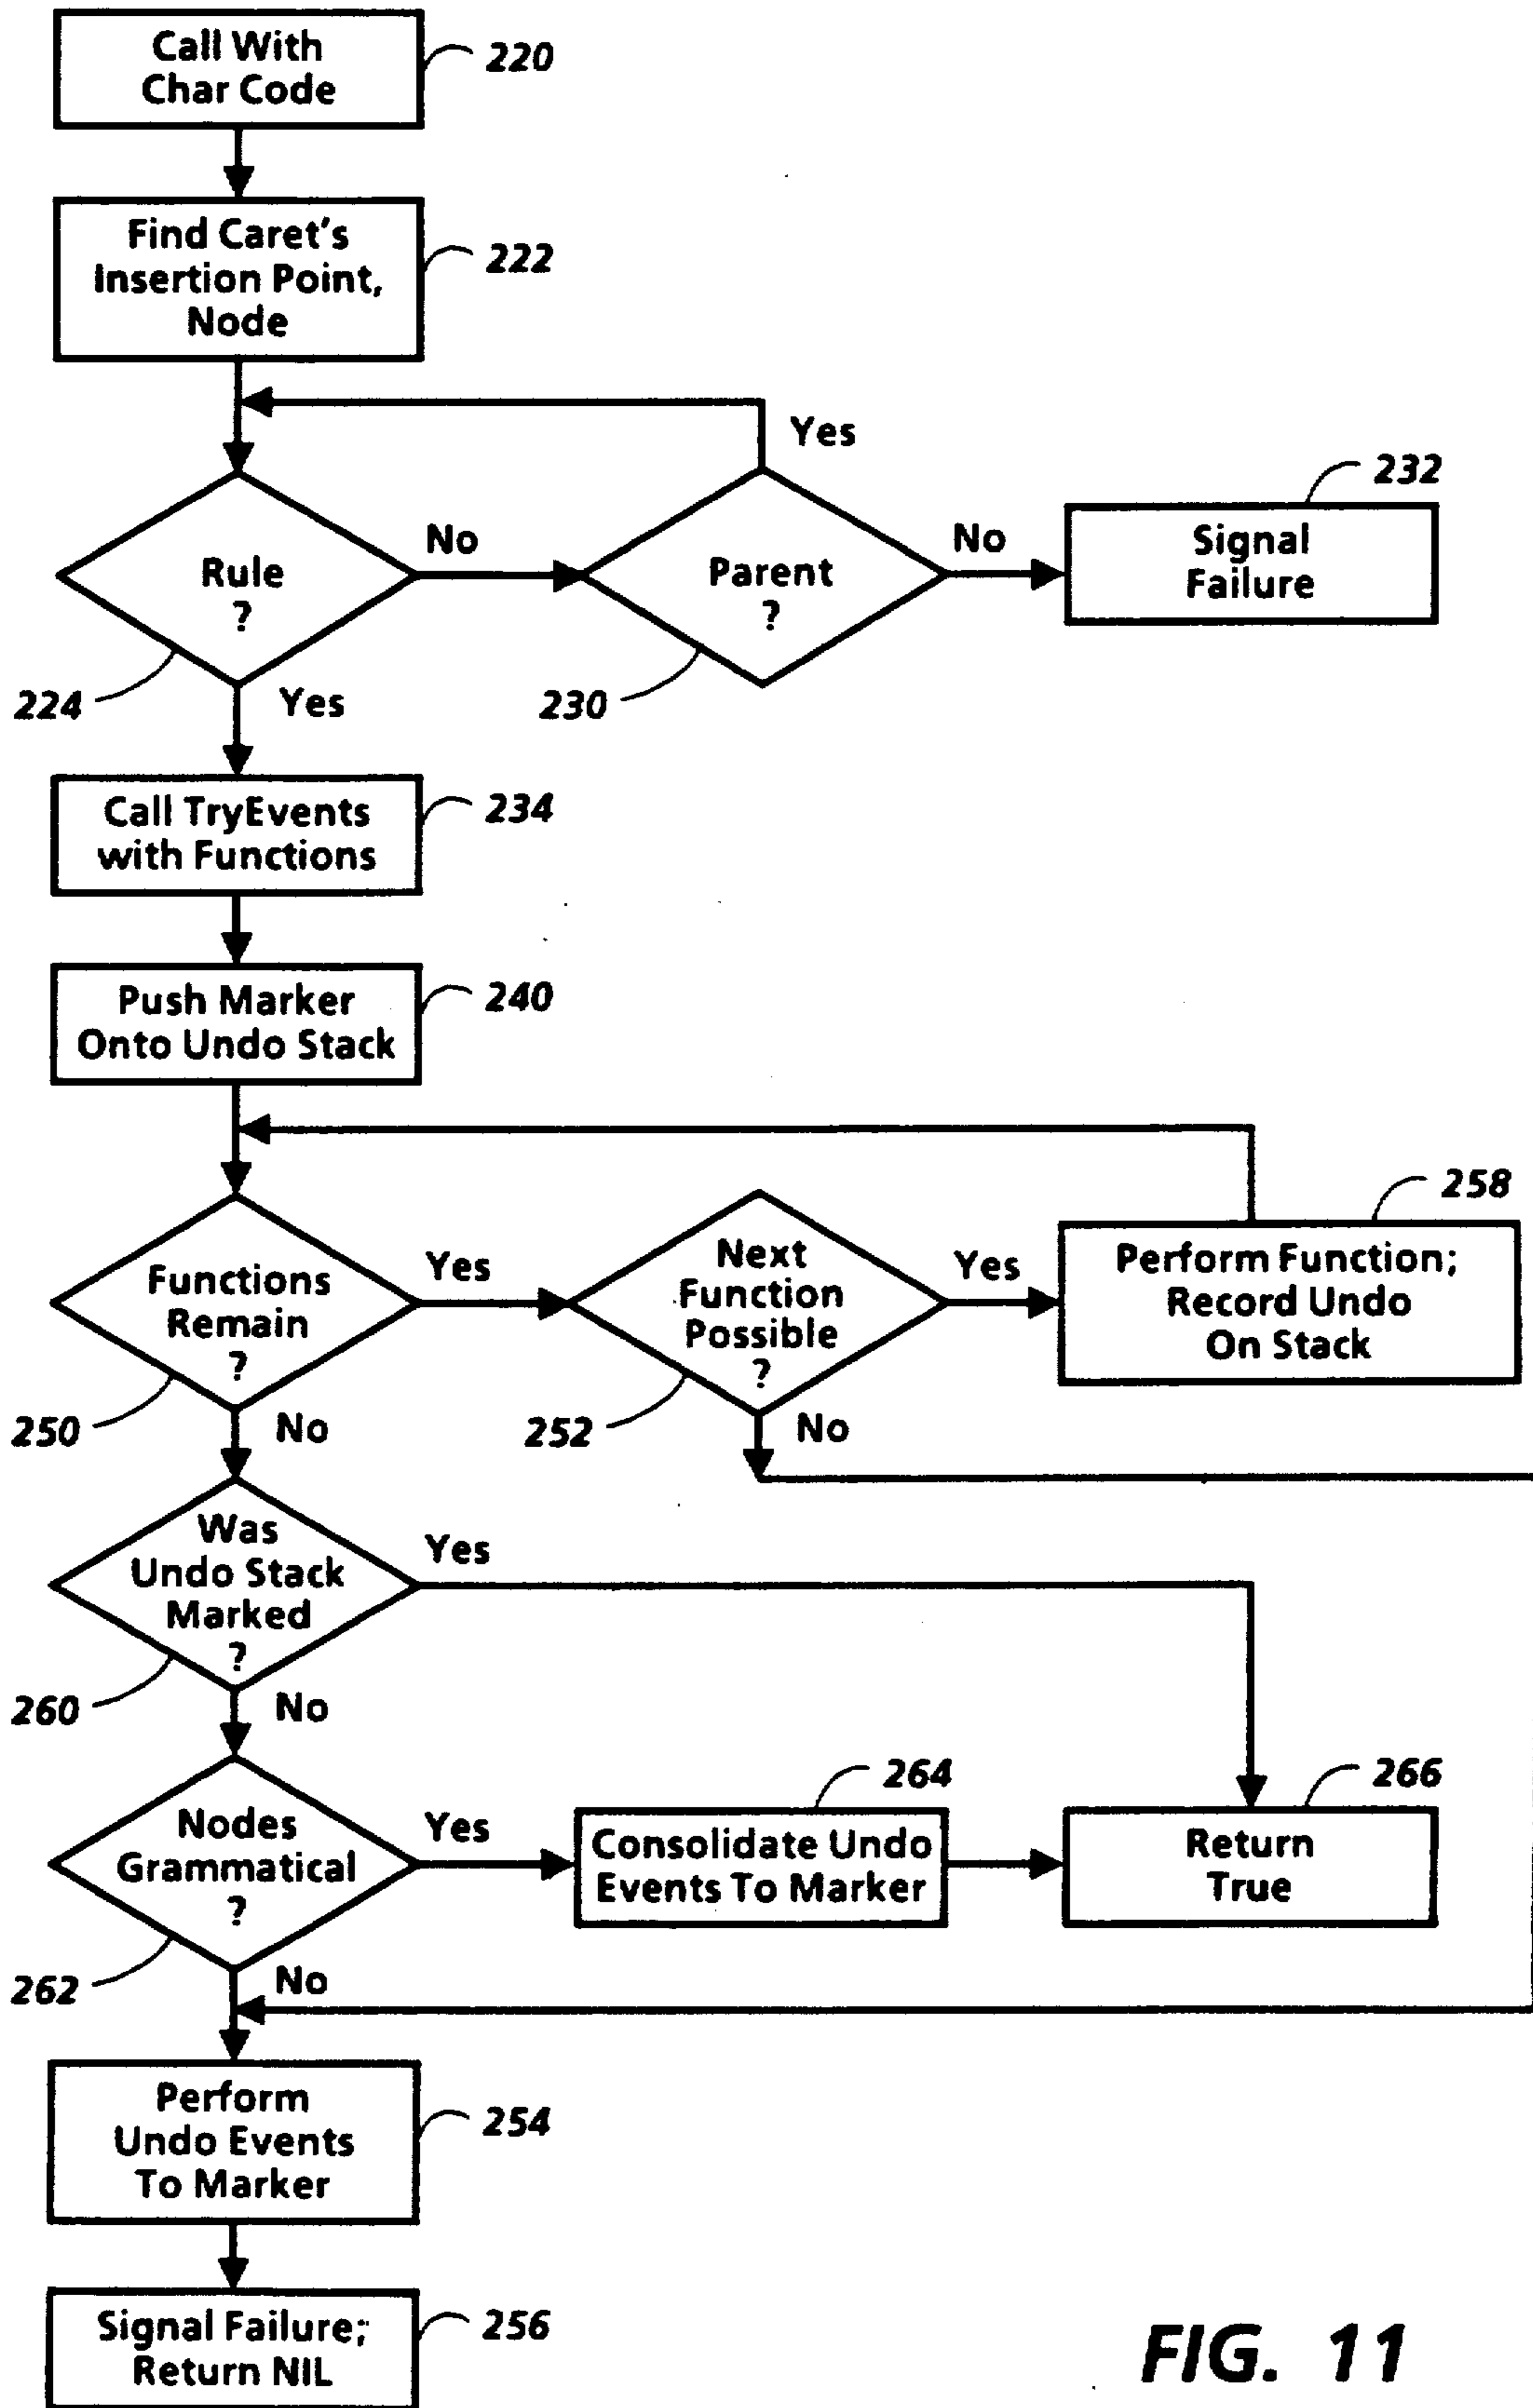 Call With
Char Code
220
Find Caret's
Insertion Point,
Node
222
Yes
Rule
?
224
No
Parent
?
230
No
Signal
Failure
232
Yes
Call TryEvents
with Functions
234
Push Marker
Onto Undo Stack
240
Functions
Remain
?
250
Yes
Next
Function
Possible
?
252
Yes
Perform Function;
Record Undo
On Stack
258
No
No
Was
Undo Stack
Marked
?
260
Yes
No
Nodes
Grammatical
?
262
Yes
Consolidate Undo
Events To Marker
264
Return
True
266
No
Perform
Undo Events
To Marker
254
Signal Failure;
Return NIL
256
FIG. 11